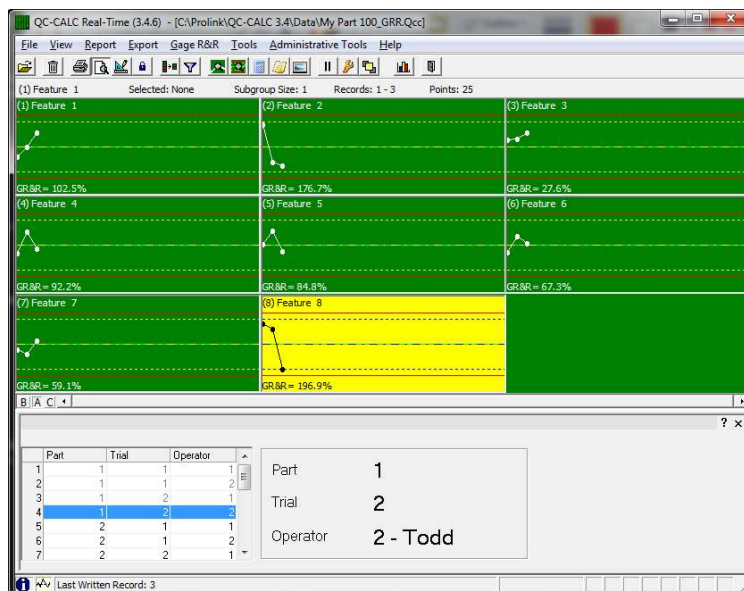 QC-CALC Real-Time (3.4.6) - [C:\Prolink\QC-CALC 3.4\Data\My Part 100_GRR.Qcc]
File View Report Export Gage R&R Tools Administrative Tools Help
(1) Feature 1 Selected: None Subgroup Size: 1 Records: 1 - 3 Points: 25
(1) Feature 1 (2) Feature 2 (3) Feature 3
GR&R= 102.5% GR&R= 176.7% GR&R= 27.6%
(4) Feature 4 (5) Feature 5 (6) Feature 6
GR&R= 92.2% GR&R= 84.8% GR&R= 67.3%
(7) Feature 7 (8) Feature 8
GR&R= 59.1% GR&R= 196.9%
B A C
Part Trial Operator
1 1 1 1
2 1 1 2
3 1 2 1
4 1 2 2
5 2 1 1
6 2 1 2
7 2 2 1
Part 1
Trial 2
Operator 2 - Todd
Last Written Record: 3